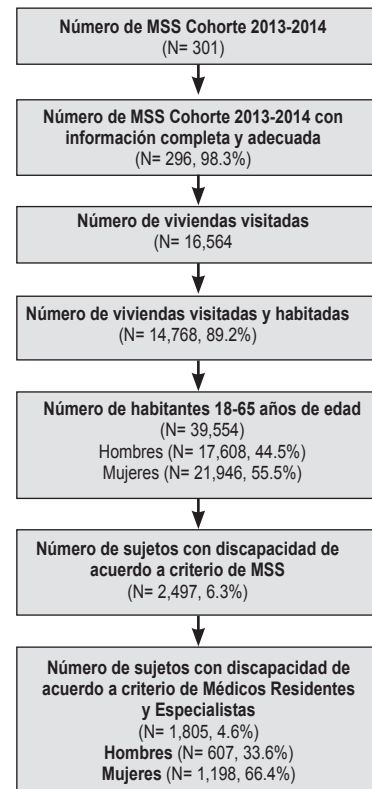 Número de MSS Cohorte 2013-2014
(N= 301)
Número de MSS Cohorte 2013-2014 con
información completa y adecuada
(N= 296, 98.3%)
Número de viviendas visitadas
(N= 16,564
Número de viviendas visitadas y habitadas
(N= 14,768, 89.2%)
Número de habitantes 18-65 años de edad
(N= 39,554)
Hombres (N= 17,608, 44.5%)
Mujeres (N= 21,946, 55.5%)
Número de sujetos con discapacidad de
acuerdo a criterio de MSS
(N= 2,497, 6.3%)
Número de sujetos con discapacidad de
acuerdo a criterio de Médicos Residentes
y Especialistas
(N= 1,805, 4.6%)
Hombres (N= 607, 33.6%)
Mujeres (N= 1,198, 66.4%)